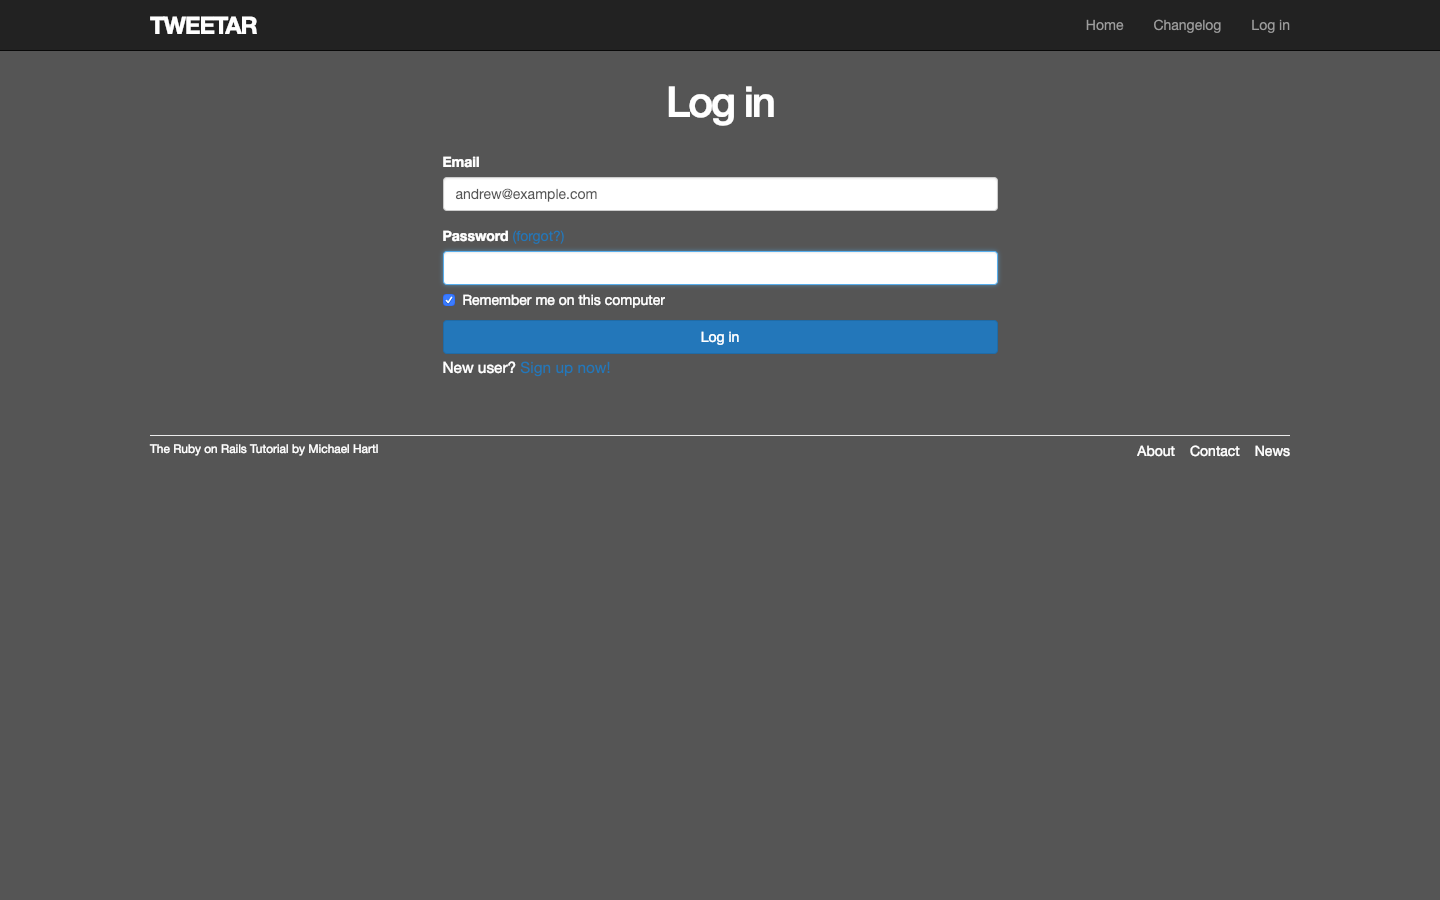 TWEETAR
Home Changelog Log in
Log in
Email
andrew@example.com
Password (forgot?)
Remember me on this computer
Log in
New user? Sign up now!
The Ruby on Rails Tutorial by Michael Hartl
About Contact News